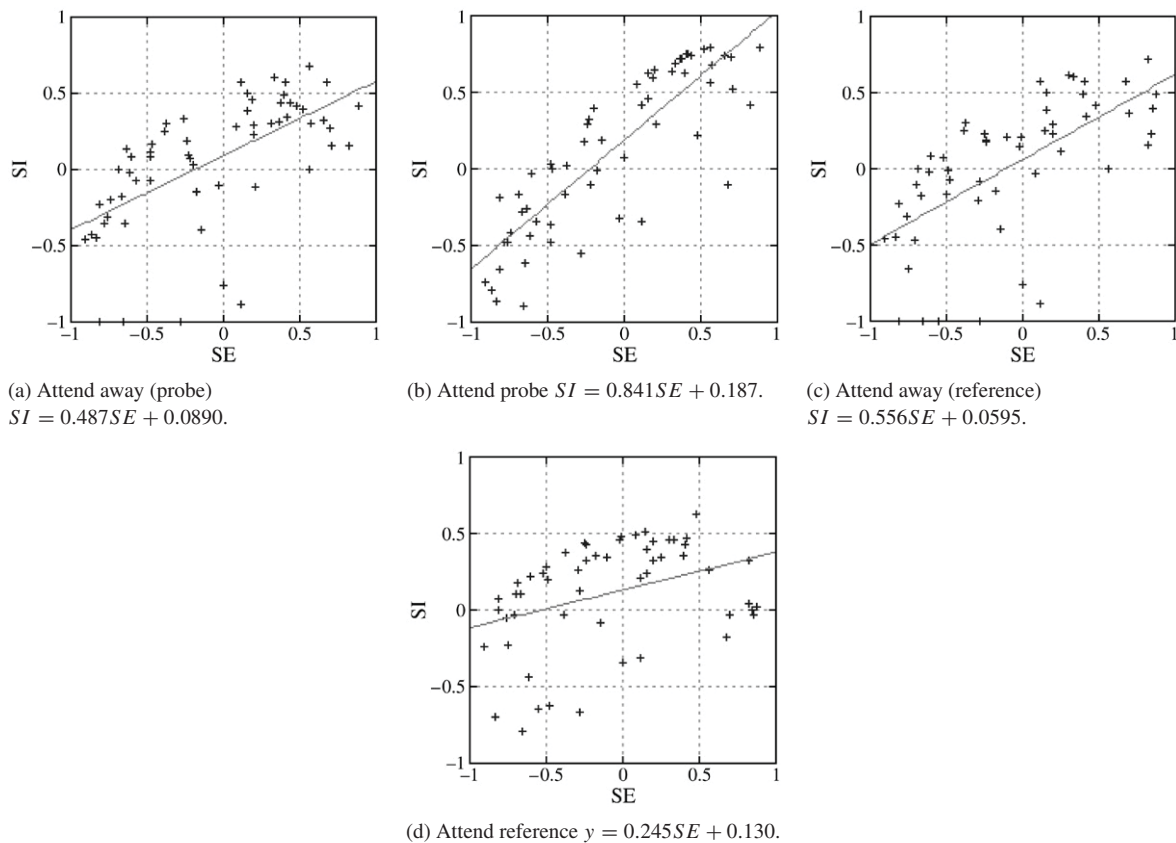 1
0.5
0
−0.5
−1
SI
−1
−0.5
0
0.5
1
SE
(a) Attend away (probe)
SI = 0.487SE + 0.0890.
1
0.5
0
−0.5
−1
SI
−1
−0.5
0
0.5
1
SE
(b) Attend probe SI = 0.841SE + 0.187.
1
0.5
0
−0.5
−1
SI
−1
−0.5
0
0.5
1
SE
(c) Attend away (reference)
SI = 0.556SE + 0.0595.
1
0.5
0
−0.5
−1
SI
−1
−0.5
0
0.5
1
SE
(d) Attend reference y = 0.245SE + 0.130.